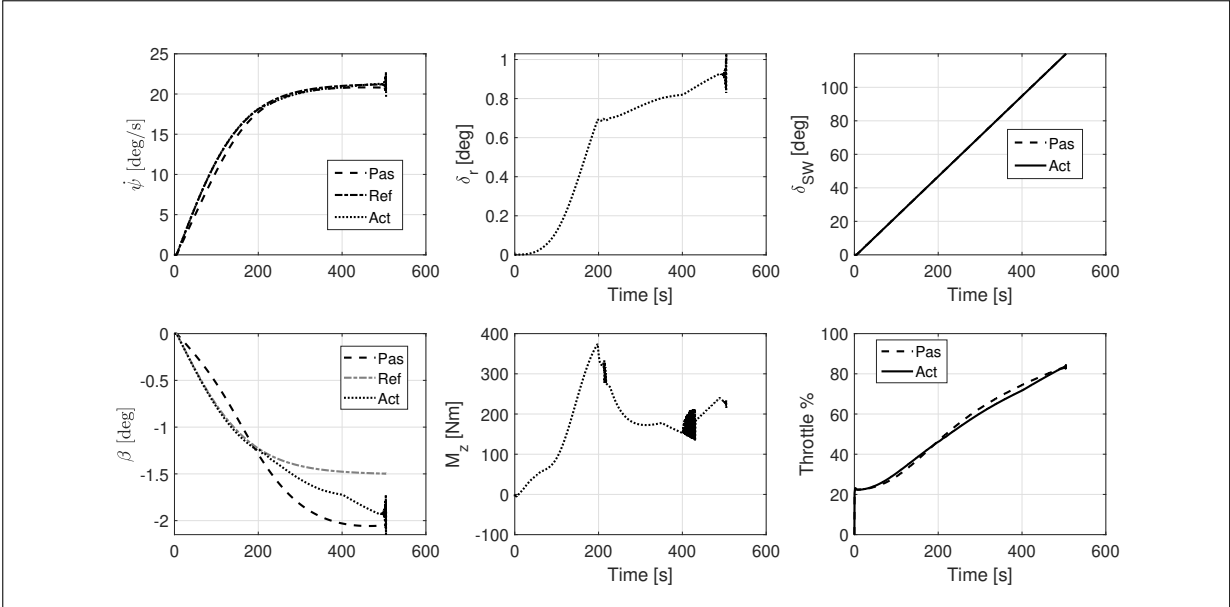 25
20
15
10
5
0
ψ̇ [deg/s]
Pas
Ref
Act
0 200 400 600
1
0.8
0.6
0.4
0.2
0
δr [deg]
0 200 400 600
Time [s]
100
80
60
40
20
0
δSW [deg]
Pas
Act
0 200 400 600
Time [s]
0
-0.5
-1
-1.5
-2
β [deg]
Pas
Ref
Act
0 200 400 600
400
300
200
100
0
-100
Mz [Nm]
0 200 400 600
Time [s]
100
80
60
40
20
0
Throttle %
Pas
Act
0 200 400 600
Time [s]